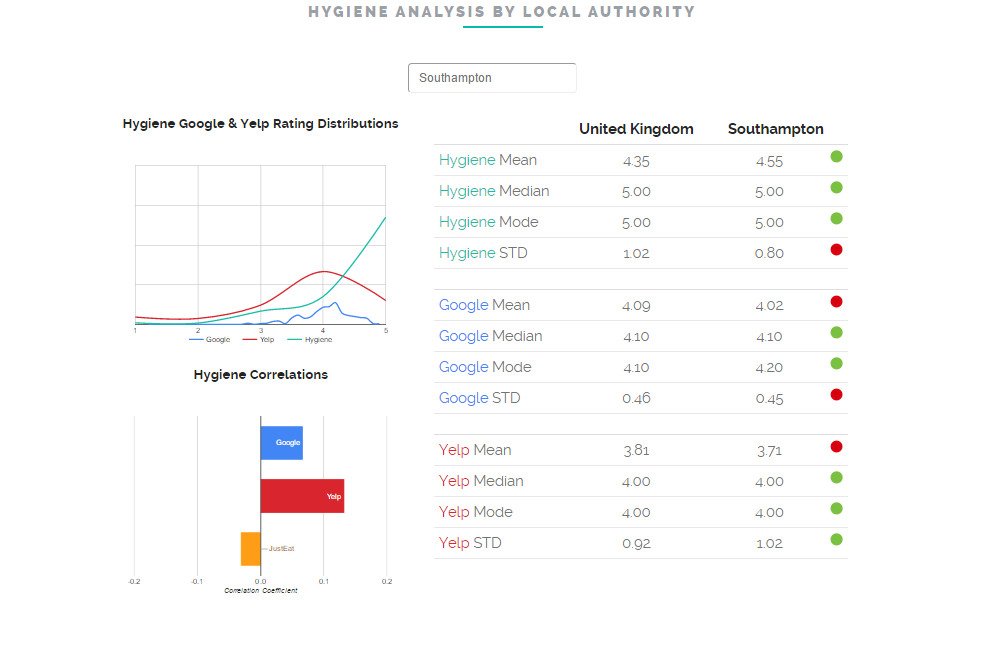 HYGIENE ANALYSIS BY LOCAL AUTHORITY
Southampton
Hygiene Google & Yelp Rating Distributions
1 2 3 4 5
Google Yelp Hygiene
Hygiene Correlations
Google
Yelp
JustEat
-0.2 -0.1 0.0 0.1 0.2
Correlation Coefficient
United Kingdom Southampton
Hygiene Mean 4.35 4.55
Hygiene Median 5.00 5.00
Hygiene Mode 5.00 5.00
Hygiene STD 1.02 0.80
Google Mean 4.09 4.02
Google Median 4.10 4.10
Google Mode 4.10 4.20
Google STD 0.46 0.45
Yelp Mean 3.81 3.71
Yelp Median 4.00 4.00
Yelp Mode 4.00 4.00
Yelp STD 0.92 1.02